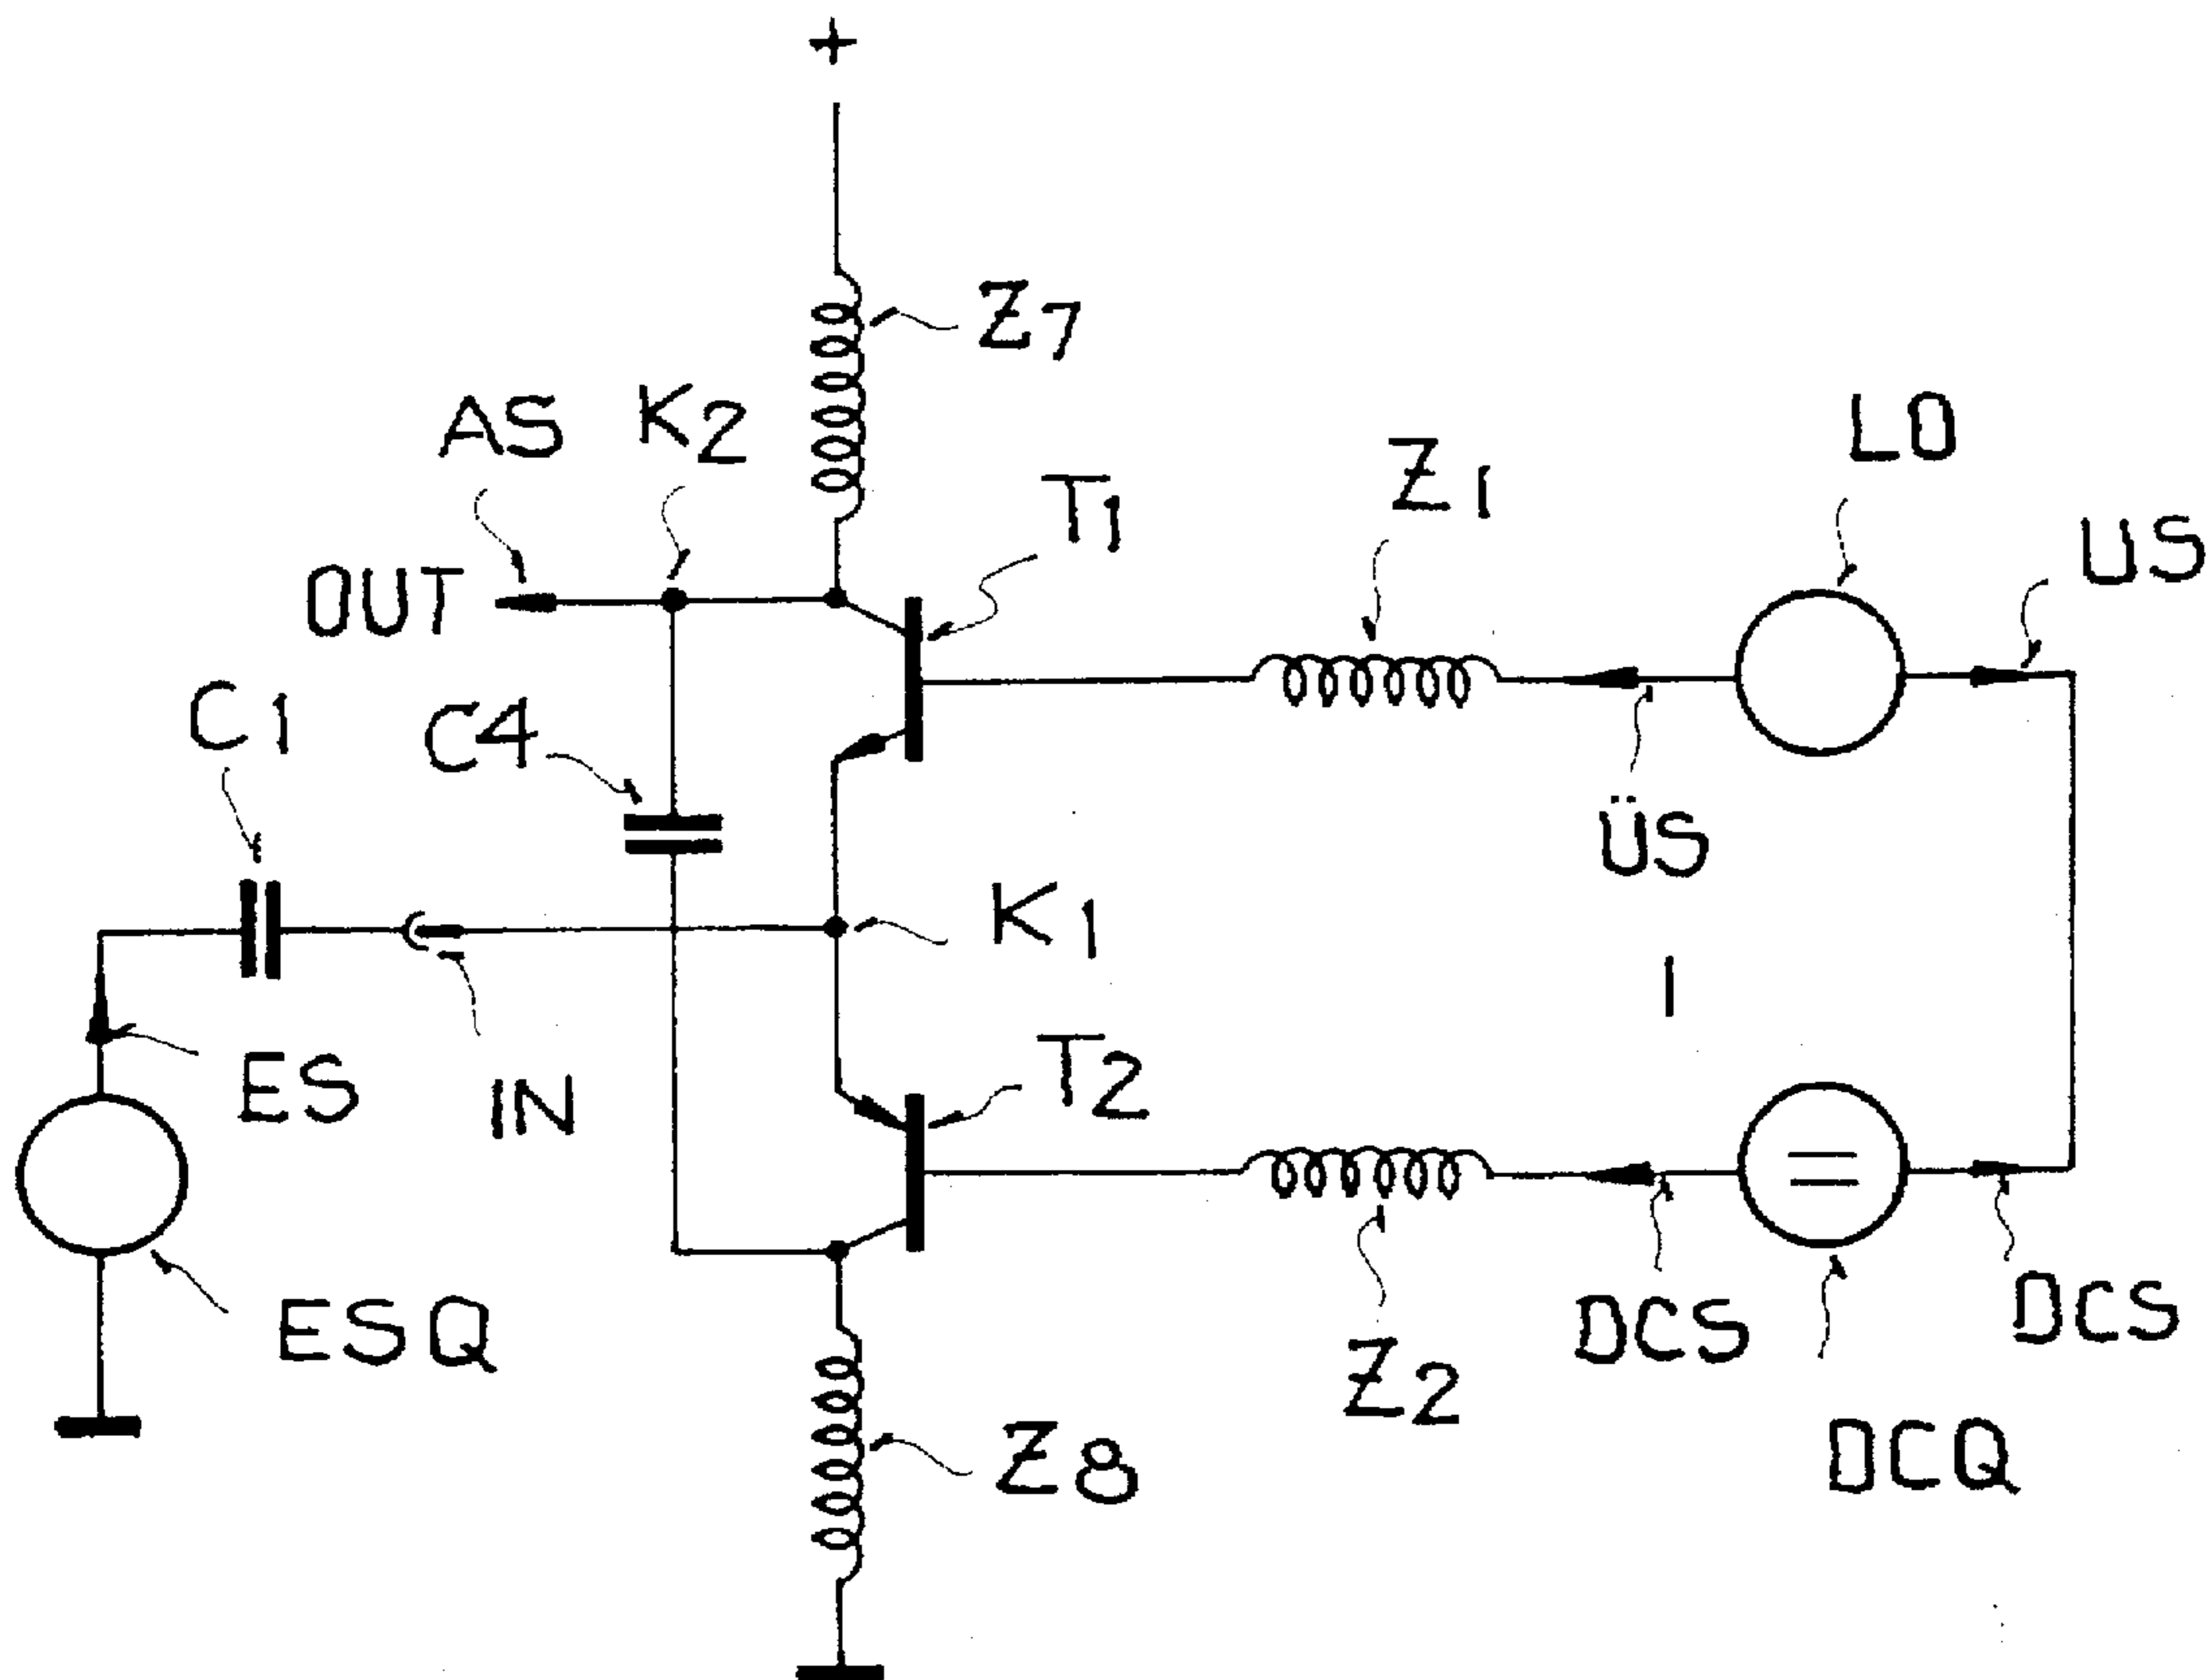 +
Z7
AS K2
LO
Z1
T1
US
OUT
C1
C4
ÜS
K1
1
T2
ES
IN
=
ESQ
DCS
DCS
Z2
Z8
DCQ